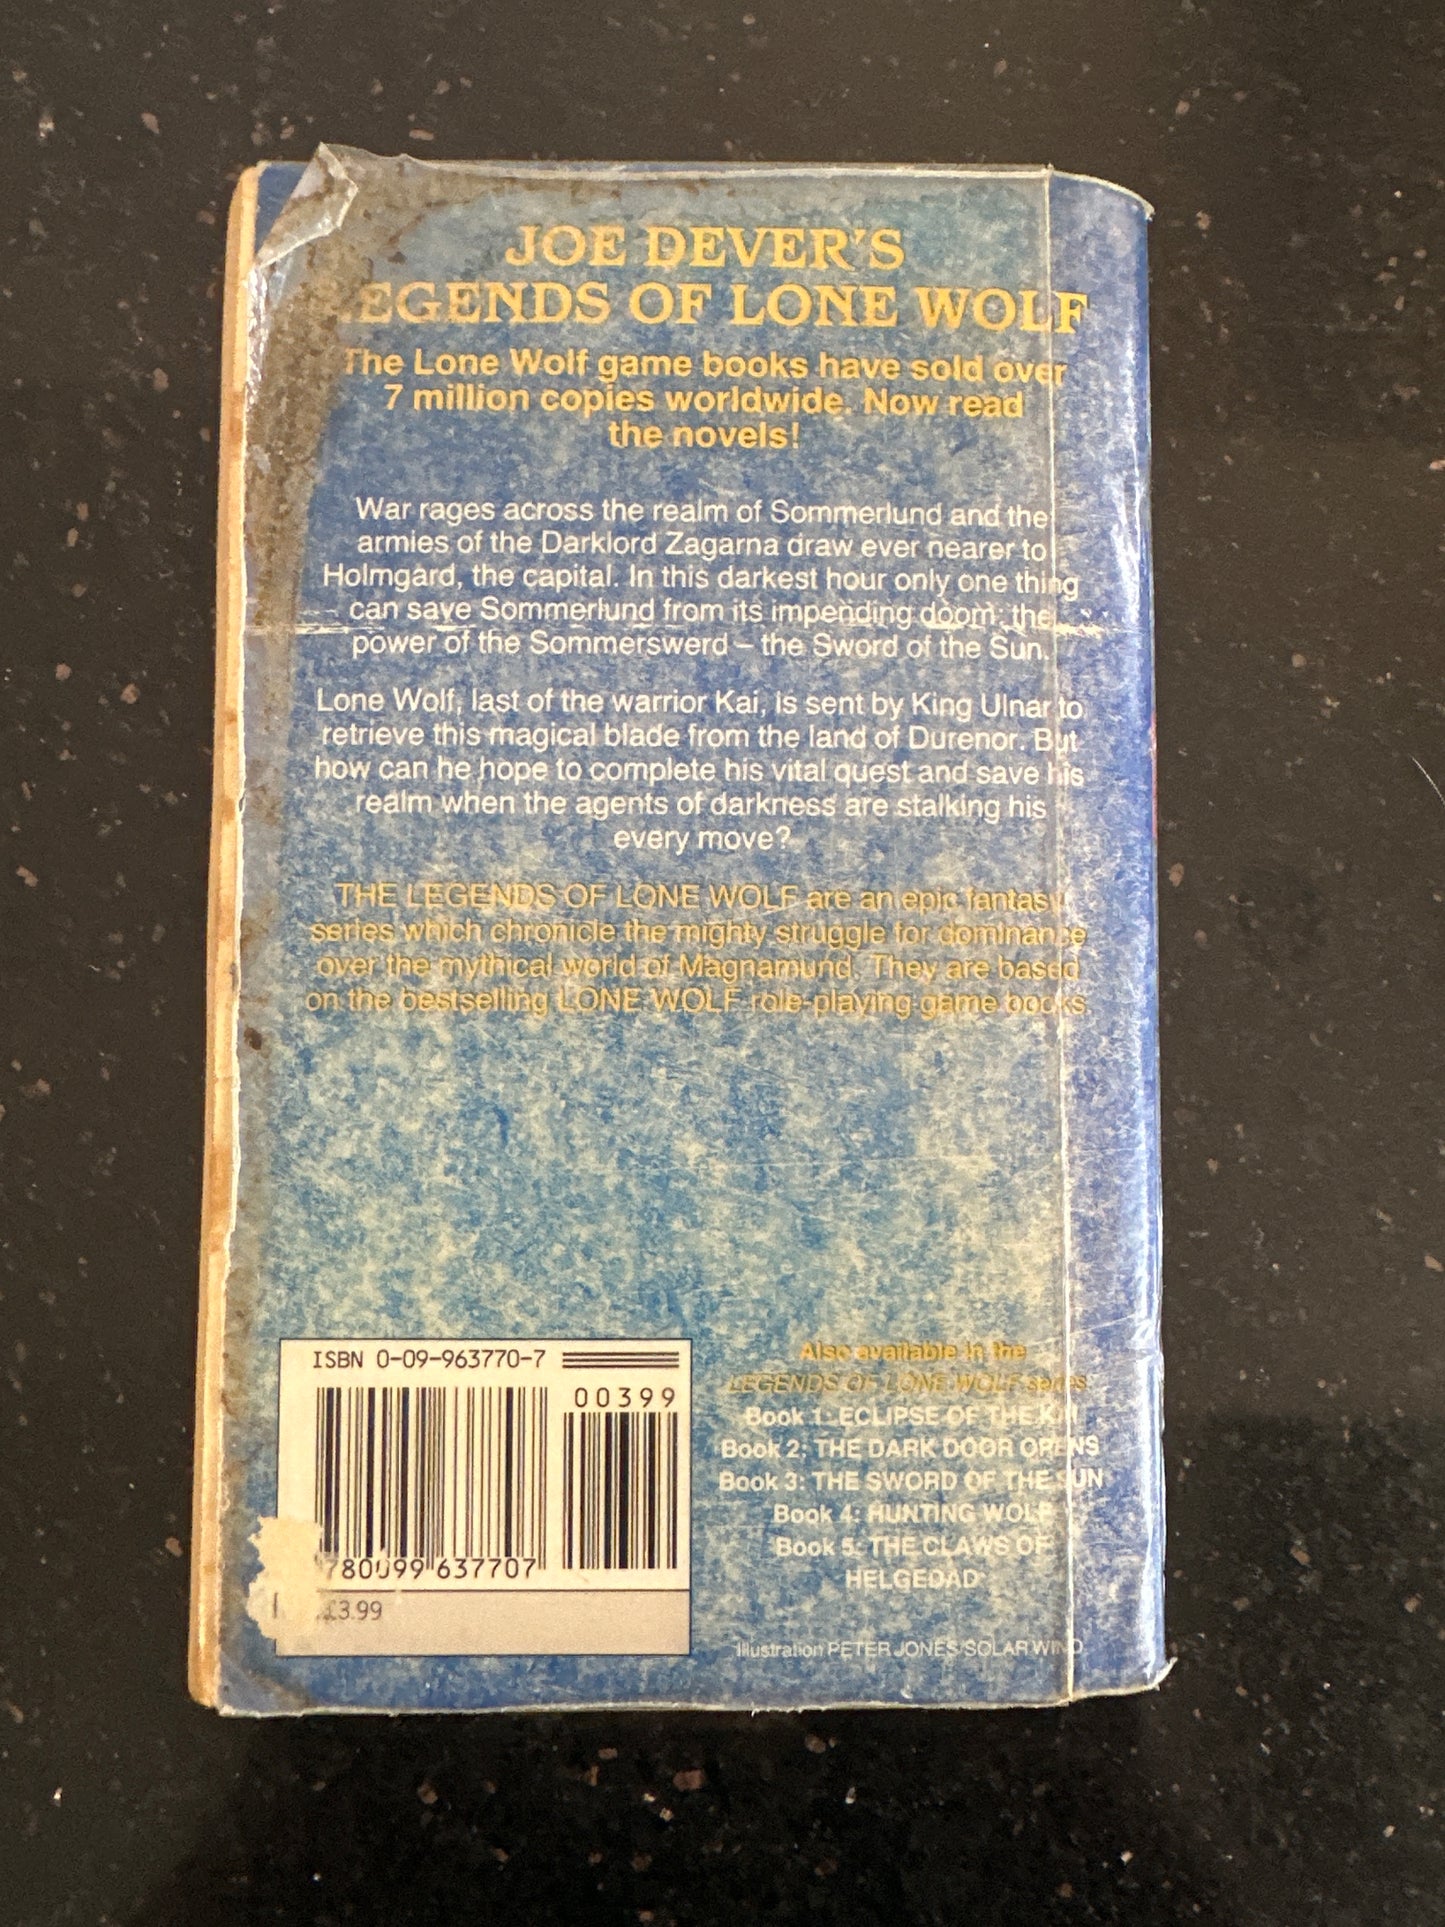 JOE DEVER'S
LEGENDS OF LONE WOLF
The Lone Wolf game books have sold over
7 million copies worldwide. Now read
the novels!
War rages across the realm of Sommerlund and the
armies of the Darklord Zagarna draw ever nearer to
Holmgard, the capital. In this darkest hour only one thing
can save Sommerlund from its impending doom: the
power of the Sommerswerd – the Sword of the Sun.
Lone Wolf, last of the warrior Kai, is sent by King Ulnar to
retrieve this magical blade from the land of Durenor. But
how can he hope to complete his vital quest and save his
realm when the agents of darkness are stalking his
every move?
THE LEGENDS OF LONE WOLF are an epic fantasy
series which chronicle the mighty struggle for dominance
over the mythical world of Magnamund. They are based
on the bestselling LONE WOLF role-playing game books.
ISBN 0-09-963770-7
00399
780099 637707
£3.99
Also available in the
LEGENDS OF LONE WOLF series:
Book 1: ECLIPSE OF THE KAI
Book 2: THE DARK DOOR OPENS
Book 3: THE SWORD OF THE SUN
Book 4: HUNTING WOLF
Book 5: THE CLAWS OF
HELGEDAD
Illustration PETER JONES/SOLAR WIND